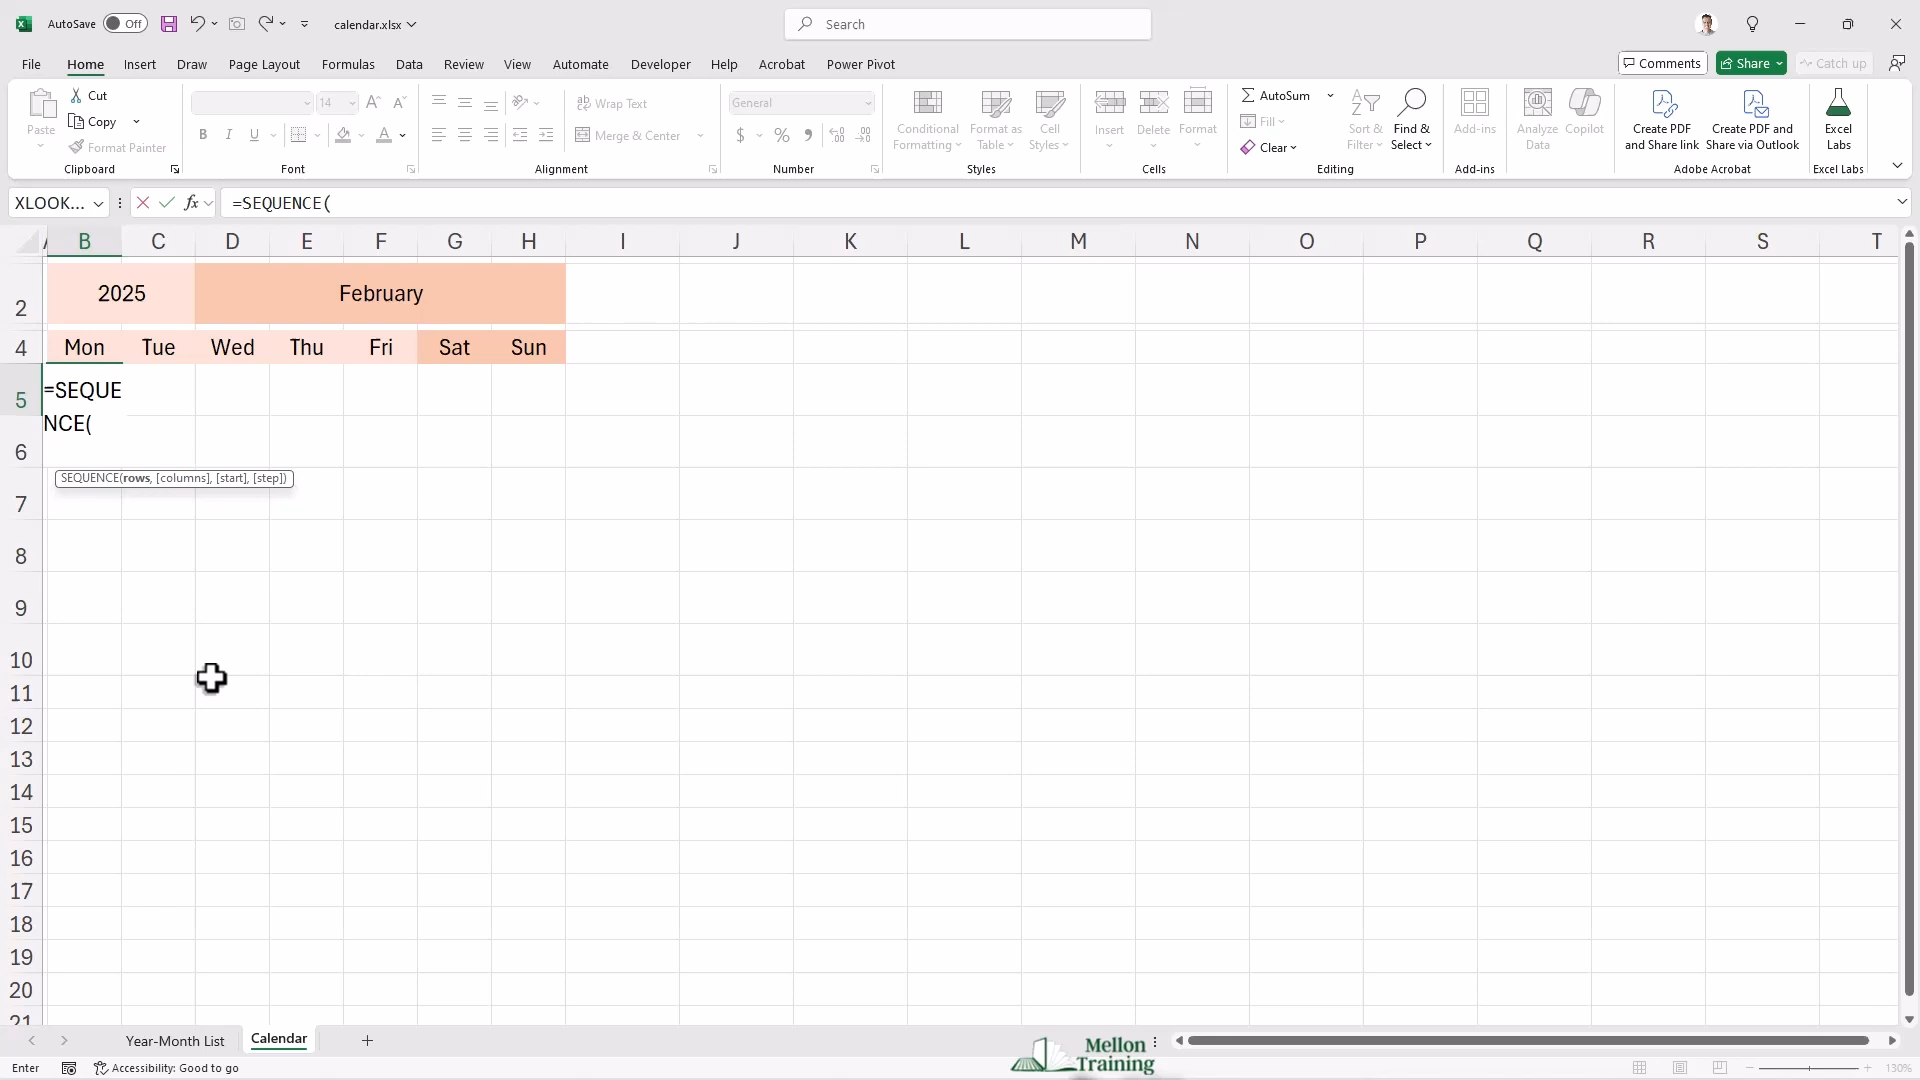 AutoSave Off calendar.xlsx Search
File Home Insert Draw Page Layout Formulas Data Review View Automate Developer Help Acrobat Power Pivot Comments Share Catch up
Paste
Cut
Copy
Format Painter
Clipboard
14
B I U A
Font
ab Wrap Text
Merge & Center
Alignment
General
$ % ,
Number
Conditional Formatting
Format as Table
Cell Styles
Styles
Insert Delete Format
Cells
AutoSum
Fill
Clear
Sort & Filter
Find & Select
Editing
Add-ins
Add-ins
Analyze Data
Copilot
Create PDF and Share link
Create PDF and Share via Outlook
Adobe Acrobat
Excel Labs
Excel Labs
XLOOK... fx =SEQUENCE(
A B C D E F G H I J K L M N O P Q R S T
2 2025 February
4 Mon Tue Wed Thu Fri Sat Sun
5 =SEQUE
NCE(
6
SEQUENCE(rows, [columns], [start], [step])
7
8
9
10
11
12
13
14
15
16
17
18
19
20
21
Year-Month List Calendar +
Mellon
Training
Enter Accessibility: Good to go 130%